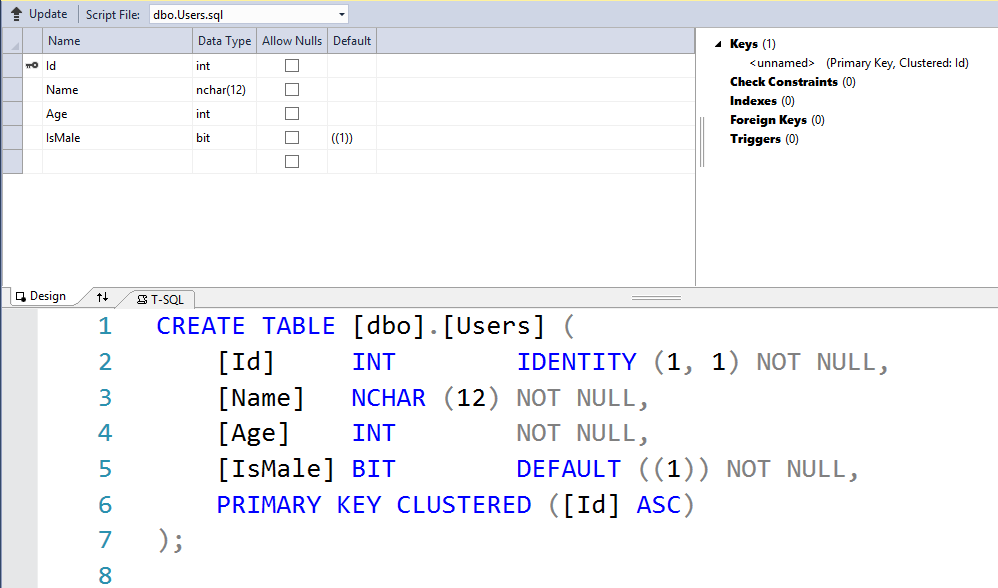 Update Script File: dbo.Users.sql
Name Data Type Allow Nulls Default
Id int
Name nchar(12)
Age int
IsMale bit ((1))
Keys (1)
<unnamed> (Primary Key, Clustered: Id)
Check Constraints (0)
Indexes (0)
Foreign Keys (0)
Triggers (0)
Design T-SQL
1 CREATE TABLE [dbo].[Users] (
2 [Id] INT IDENTITY (1, 1) NOT NULL,
3 [Name] NCHAR (12) NOT NULL,
4 [Age] INT NOT NULL,
5 [IsMale] BIT DEFAULT ((1)) NOT NULL,
6 PRIMARY KEY CLUSTERED ([Id] ASC)
7 );
8